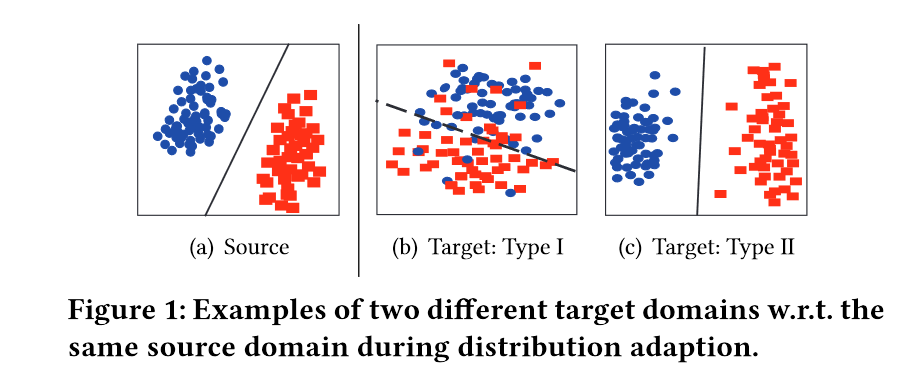 (a) Source
(b) Target: Type I
(c) Target: Type II
Figure 1: Examples of two different target domains w.r.t. the
same source domain during distribution adaption.